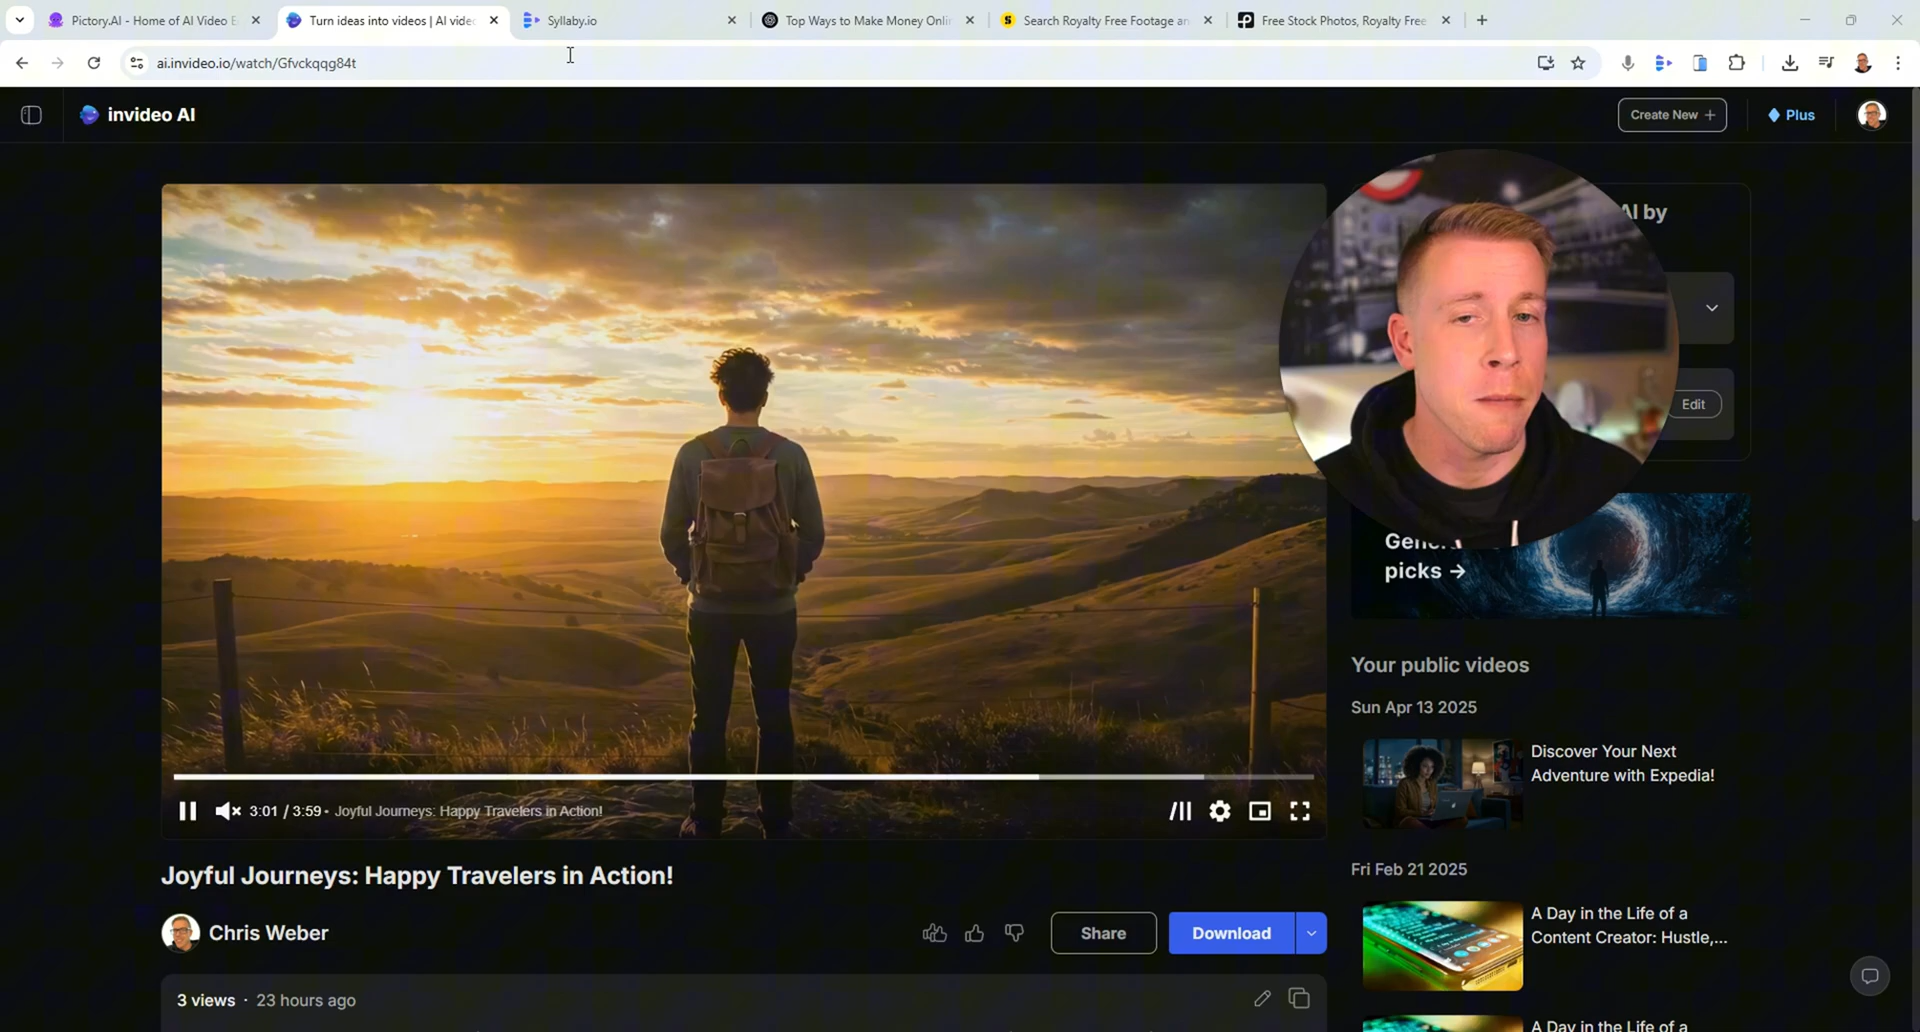 Pictory.AI - Home of AI Video E
Turn ideas into videos | AI vide
Syllaby.io
Top Ways to Make Money Onlin
Search Royalty Free Footage an
Free Stock Photos, Royalty Free
ai.invideo.io/watch/Gfvckqqg84t
invideo AI
Create New +
Plus
AI by
Edit
picks →
Your public videos
Sun Apr 13 2025
Discover Your Next
Adventure with Expedia!
Fri Feb 21 2025
A Day in the Life of a
Content Creator: Hustle,...
A Day in the Life of a
3:01 / 3:59 • Joyful Journeys: Happy Travelers in Action!
Joyful Journeys: Happy Travelers in Action!
Chris Weber
Share
Download
3 views · 23 hours ago